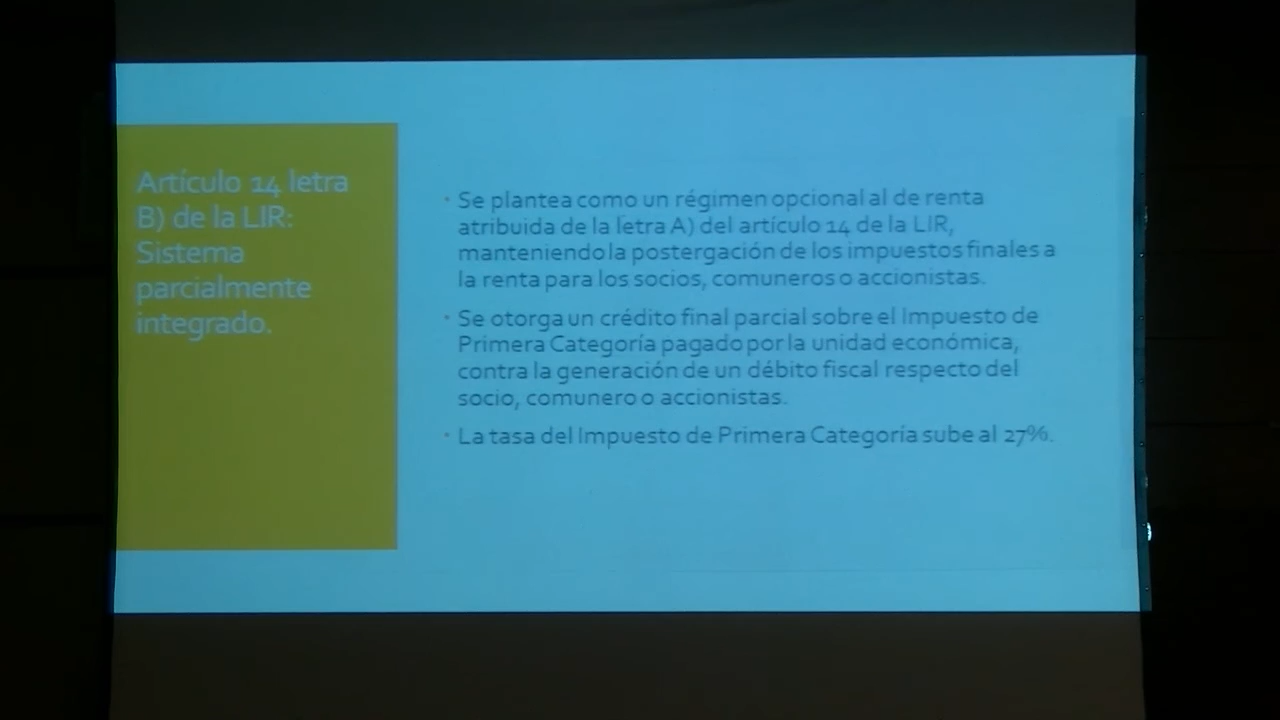 Artículo 14 letra
B) de la LIR:
Sistema
parcialmente
integrado.
• Se plantea como un régimen opcional al de renta
atribuida de la letra A) del artículo 14 de la LIR,
manteniendo la postergación de los impuestos finales a
la renta para los socios, comuneros o accionistas.
• Se otorga un crédito final parcial sobre el Impuesto de
Primera Categoría pagado por la unidad económica,
contra la generación de un débito fiscal respecto del
socio, comunero o accionistas.
• La tasa del Impuesto de Primera Categoría sube al 27%.